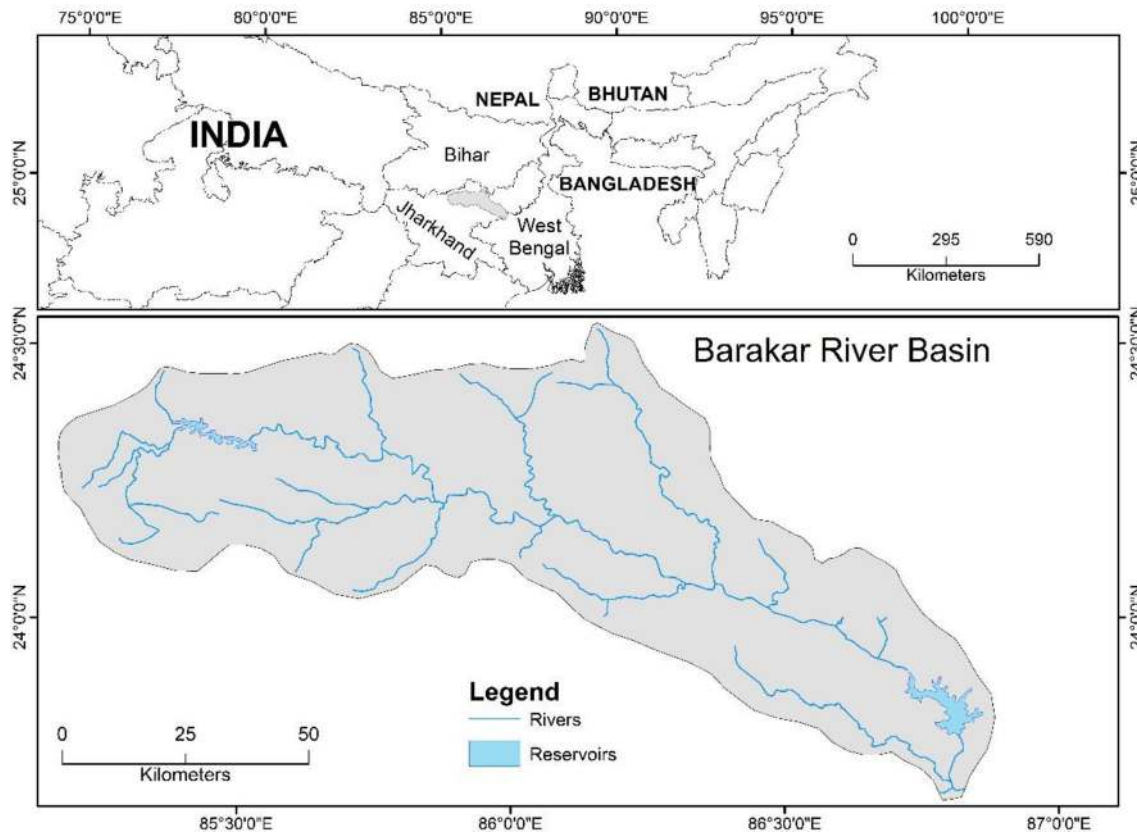 75°0'0"E 80°0'0"E 85°0'0"E 90°0'0"E 95°0'0"E 100°0'0"E
NEPAL BHUTAN
INDIA
Bihar
25°0'0"N
25°0'0"N
BANGLADESH
Jharkhand
West
Bengal
0 295 590
Kilometers
24°30'0"N
24°30'0"N
Barakar River Basin
24°0'0"N
24°0'0"N
Legend
Rivers
Reservoirs
0 25 50
Kilometers
85°30'0"E 86°0'0"E 86°30'0"E 87°0'0"E